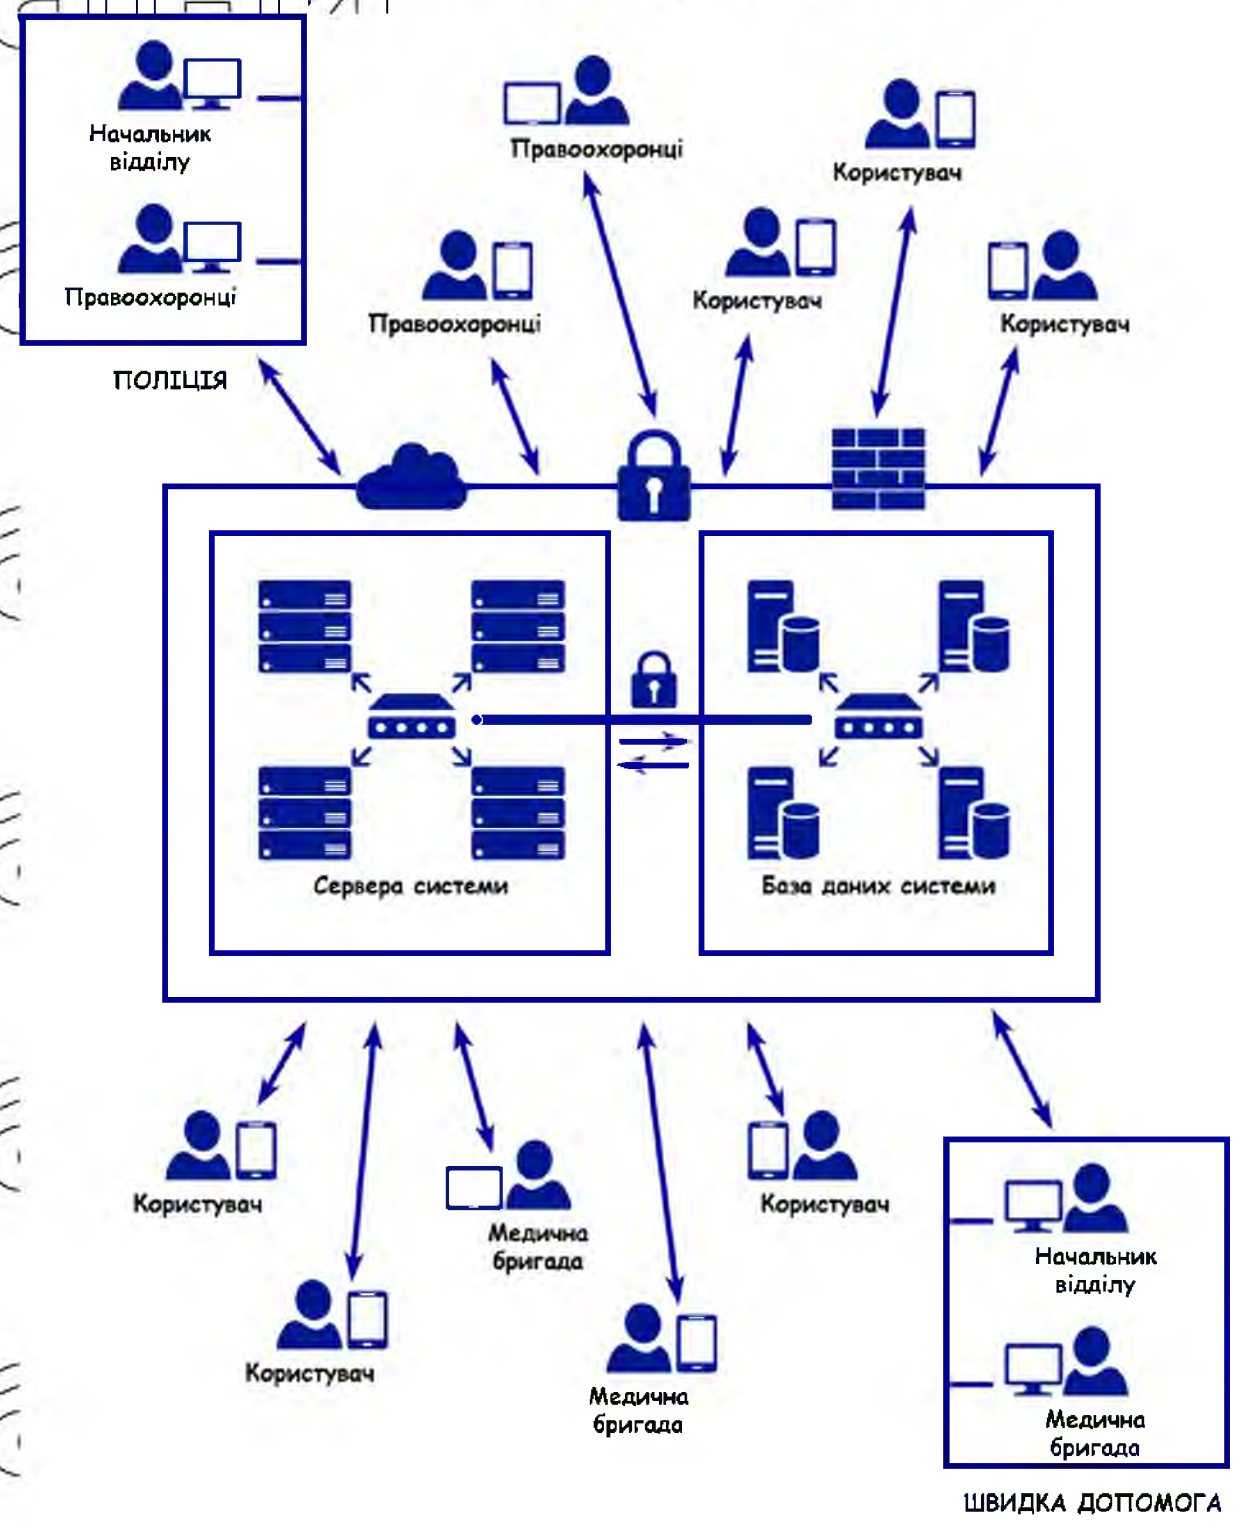 Начальник
відділу
Правоохоронці
ПОЛІЦІЯ
Правоохоронці
Правоохоронці
Користувач
Користувач
Користувач
Сервера системи
База даних системи
Користувач
Користувач
Медична
бригада
Медична
бригада
Користувач
Начальник
відділу
Медична
бригада
ШВИДКА ДОПОМОГА